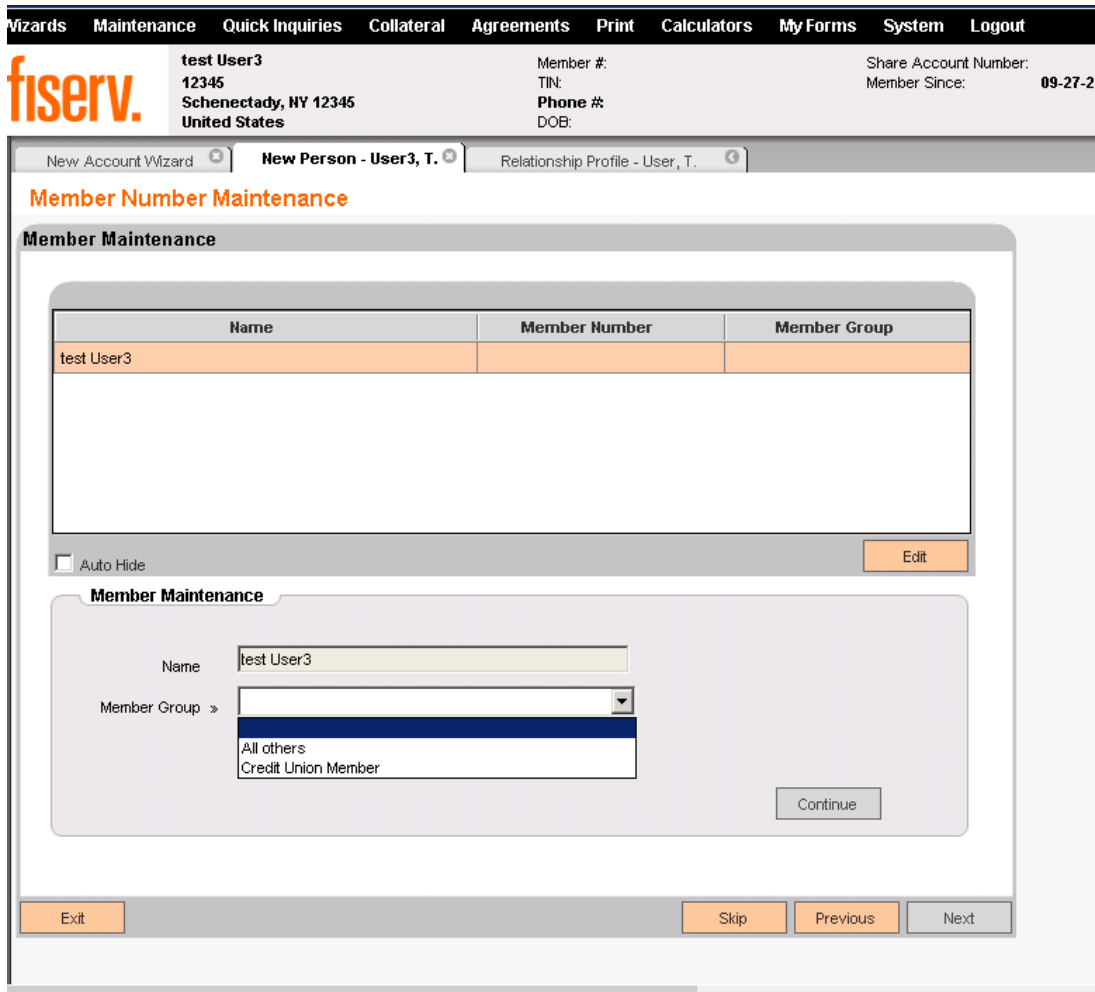 Wizards Maintenance Quick Inquiries Collateral Agreements Print Calculators My Forms System Logout
fiserv.
test User3
12345
Schenectady, NY 12345
United States
Member #:
TIN:
Phone #:
DOB:
Share Account Number:
Member Since: 09-27-2
New Account Wizard New Person - User3, T. Relationship Profile - User, T.
Member Number Maintenance
Member Maintenance
Name Member Number Member Group
test User3
Auto Hide Edit
Member Maintenance
Name test User3
Member Group »
All others
Credit Union Member
Continue
Exit Skip Previous Next